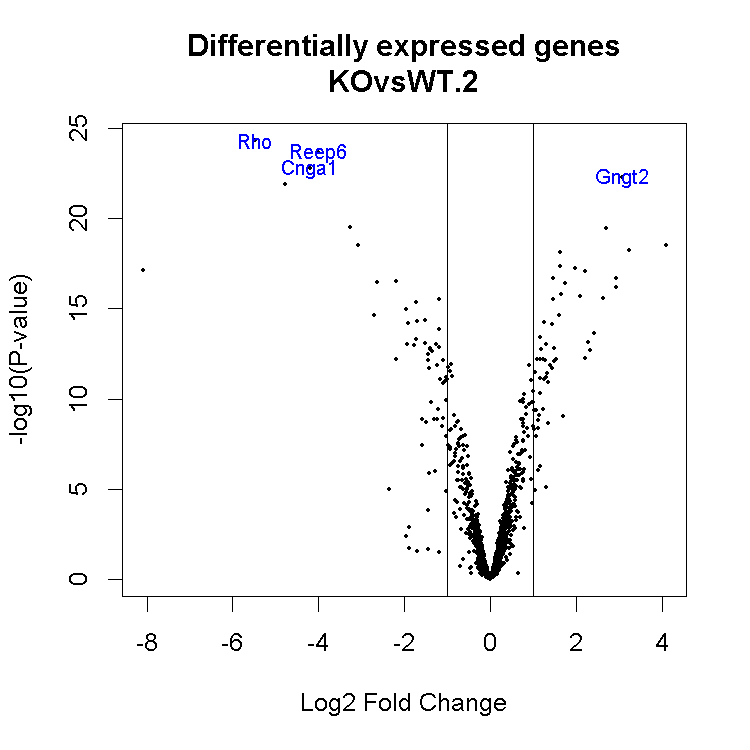 Differentially expressed genes
KOvsWT.2
25
Rho
Reep6
Cnga1
Gngt2
20
15
10
5
0
-log10(P-value)
-8 -6 -4 -2 0 2 4
Log2 Fold Change